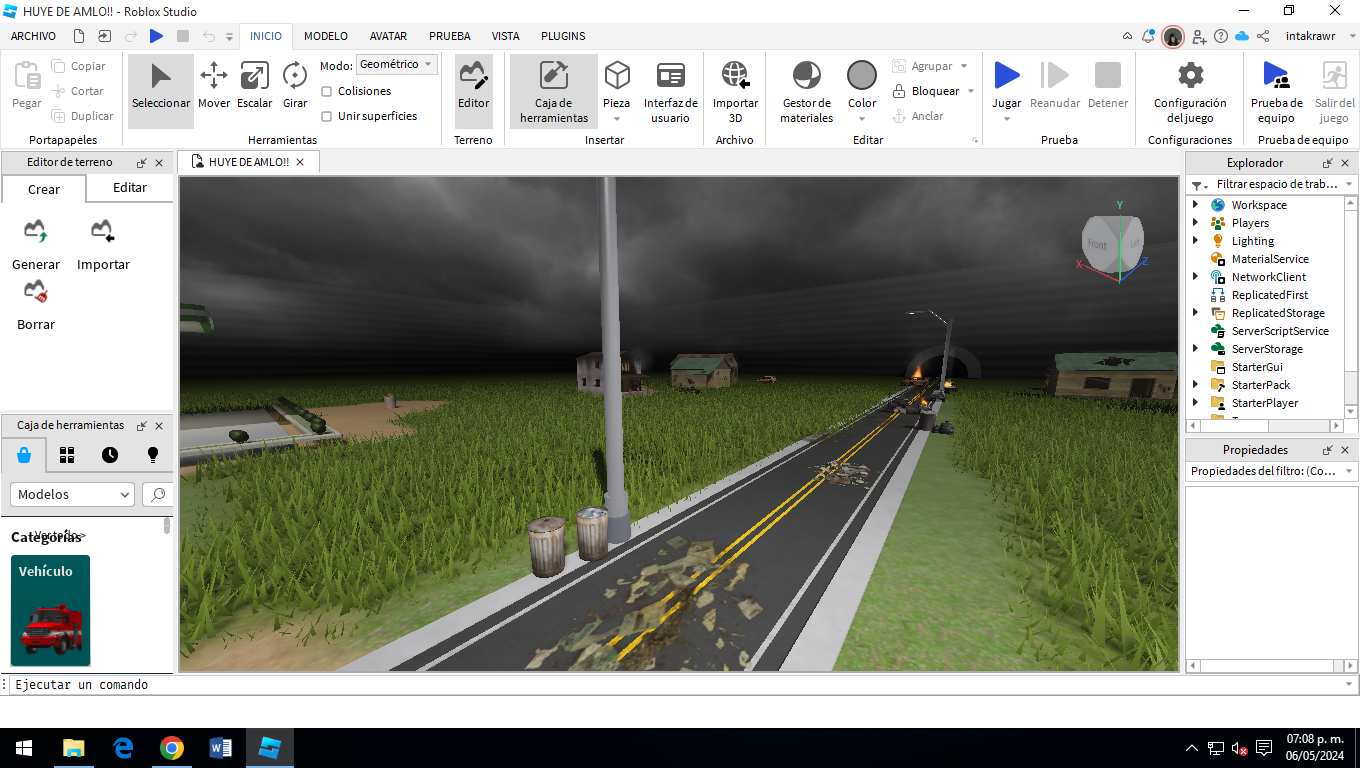 HUYE DE AMLO!! - Roblox Studio
ARCHIVO INICIO MODELO AVATAR PRUEBA VISTA PLUGINS intakrawr
Pegar Copiar Cortar Duplicar
Portapapeles
Seleccionar Mover Escalar Girar
Modo: Geométrico
Colisiones
Unir superficies
Herramientas
Editor
Terreno
Caja de herramientas Pieza Interfaz de usuario
Insertar
Importar 3D
Archivo
Gestor de materiales Color Agrupar Bloquear Anclar
Editar
Jugar Reanudar Detener
Prueba
Configuración del juego
Configuraciones
Prueba de equipo Salir del juego
Prueba de equipo
Editor de terreno
Crear Editar
Generar Importar
Borrar
Caja de herramientas
Modelos
Categorías
Vehículo
HUYE DE AMLO!!
Front
Y
X
Z
Explorador
Filtrar espacio de trab...
Workspace
Players
Lighting
MaterialService
NetworkClient
ReplicatedFirst
ReplicatedStorage
ServerScriptService
ServerStorage
StarterGui
StarterPack
StarterPlayer
Propiedades
Propiedades del filtro: (Co...
Ejecutar un comando
07:08 p. m.
06/05/2024